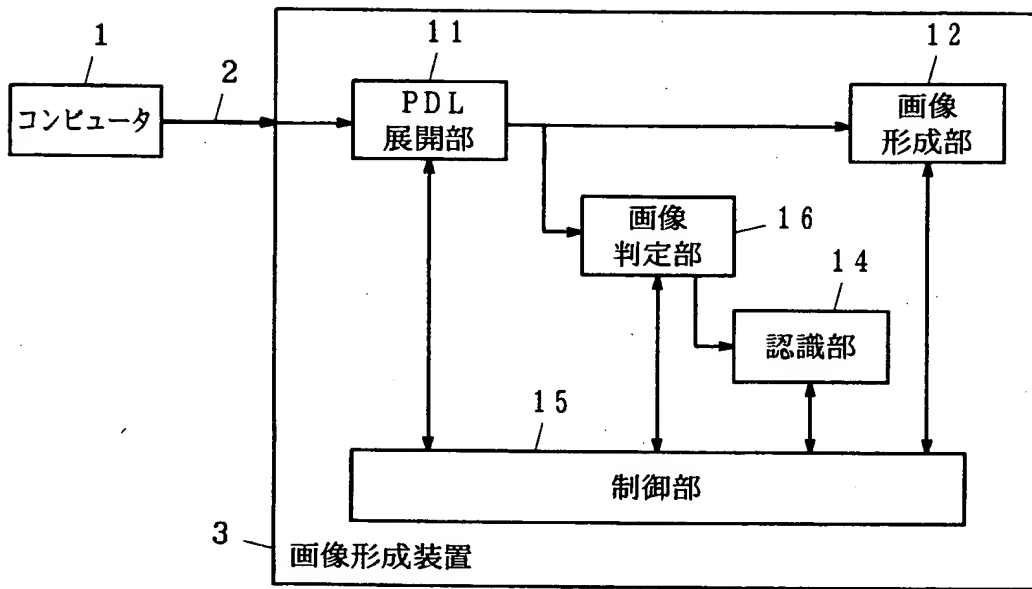 1
コンピュータ
2
11
PDL
展開部
12
画像
形成部
画像
判定部
16
14
認識部
15
制御部
3
画像形成装置